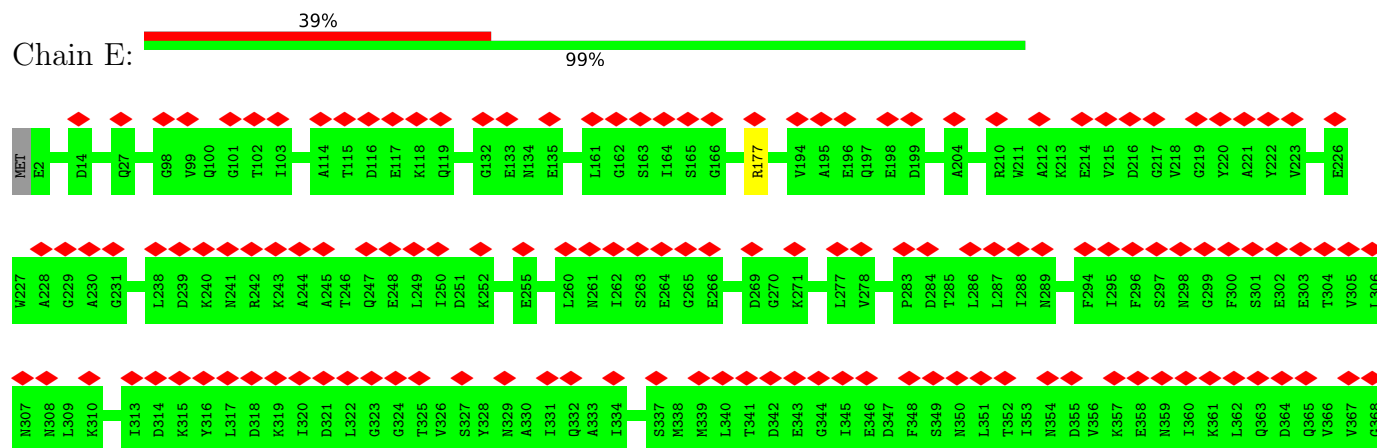 39%
Chain E:
99%
MET E2 D14 Q27 G98 V99 Q100 G101 T102 I103 A114 T115 D116 E117 K118 Q119 G132 E133 N134 E135 L161 G162 S163 I164 S165 G166 R177 V194 A195 E196 Q197 E198 D199 A204 R210 W211 A212 K213 E214 V215 D216 G217 V218 G219 Y220 A221 Y222 V223 E226
W227 A228 G229 A230 G231 L238 D239 K240 N241 R242 K243 A244 A245 T246 Q247 E248 L249 I250 D251 K252 E255 L260 N261 I262 S263 E264 G265 E266 D269 G270 K271 L277 V278 P283 D284 T285 L286 L287 I288 N289 F294 I295 F296 S297 N298 G299 F300 S301 E302 E303 T304 V305 L306
N307 N308 L309 K310 I313 D314 K315 Y316 L317 D318 K319 I320 D321 L322 G323 G324 T325 V326 S327 Y328 N329 A330 I331 Q332 A333 I334 S337 M338 M339 L340 T341 D342 E343 G344 I345 E346 D347 F348 S349 N350 L351 T352 I353 N354 D355 V356 K357 E358 N359 I360 K361 L362 Q363 D364 Q365 V366 V367 G368